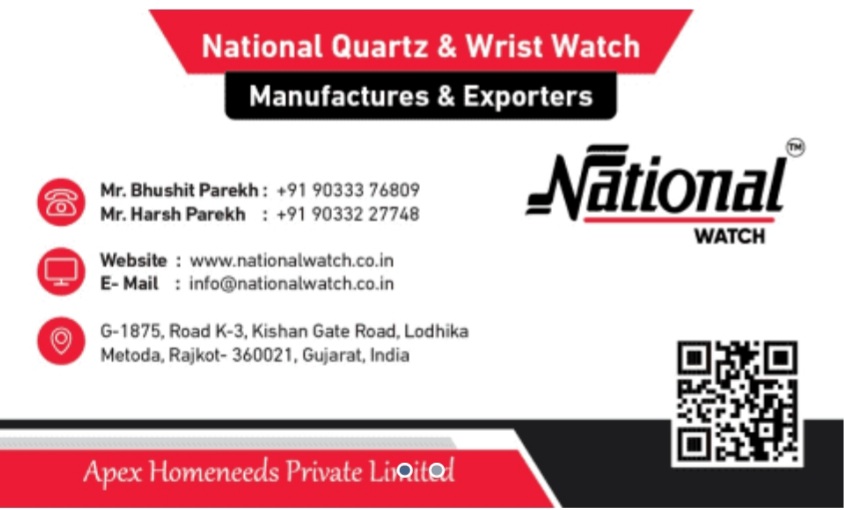 National Quartz & Wrist Watch
Manufactures & Exporters
TM
National
WATCH
Mr. Bhushit Parekh : +91 90333 76809
Mr. Harsh Parekh : +91 90332 27748
Website : www.nationalwatch.co.in
E- Mail : info@nationalwatch.co.in
G-1875, Road K-3, Kishan Gate Road, Lodhika
Metoda, Rajkot- 360021, Gujarat, India
Apex Homeneeds Private Limited